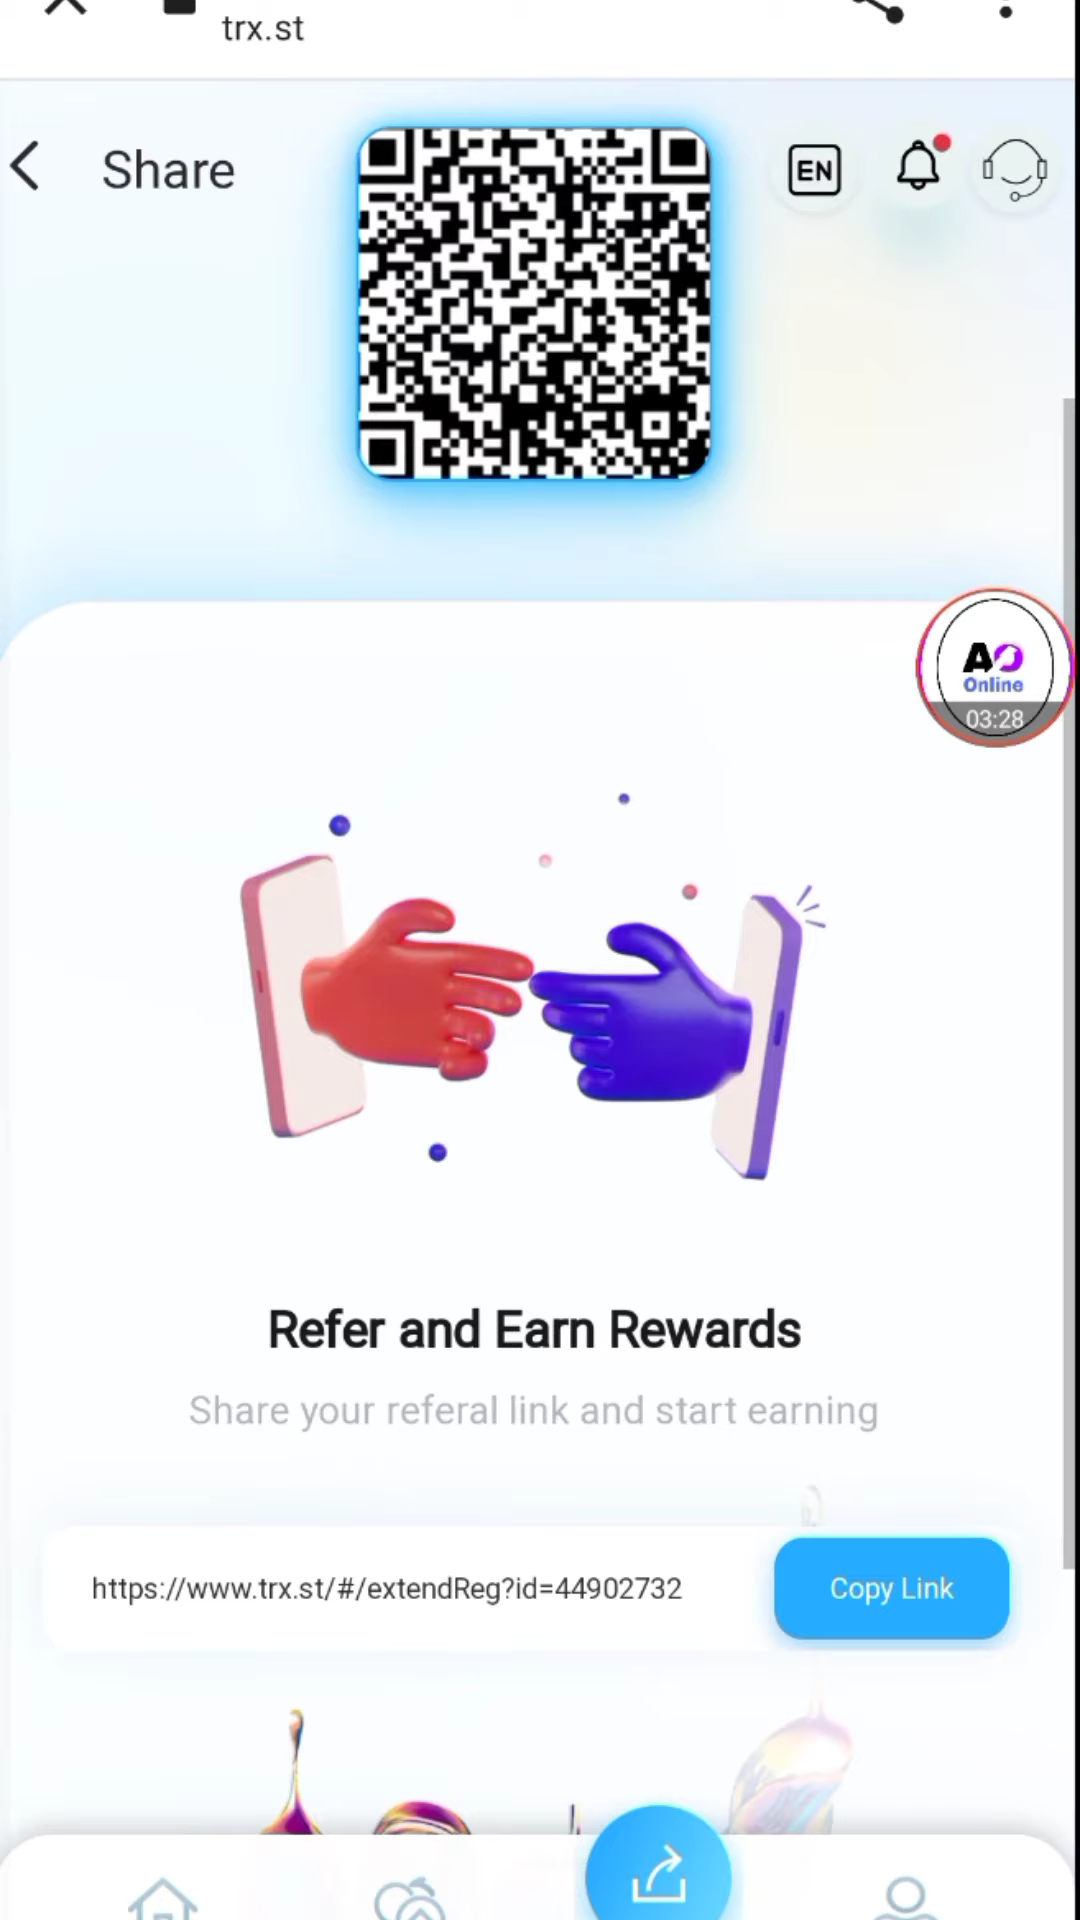 trx.st
Share
EN
AO
Online
03:28
Refer and Earn Rewards
Share your referal link and start earning
https://www.trx.st/#/extendReg?id=44902732
Copy Link